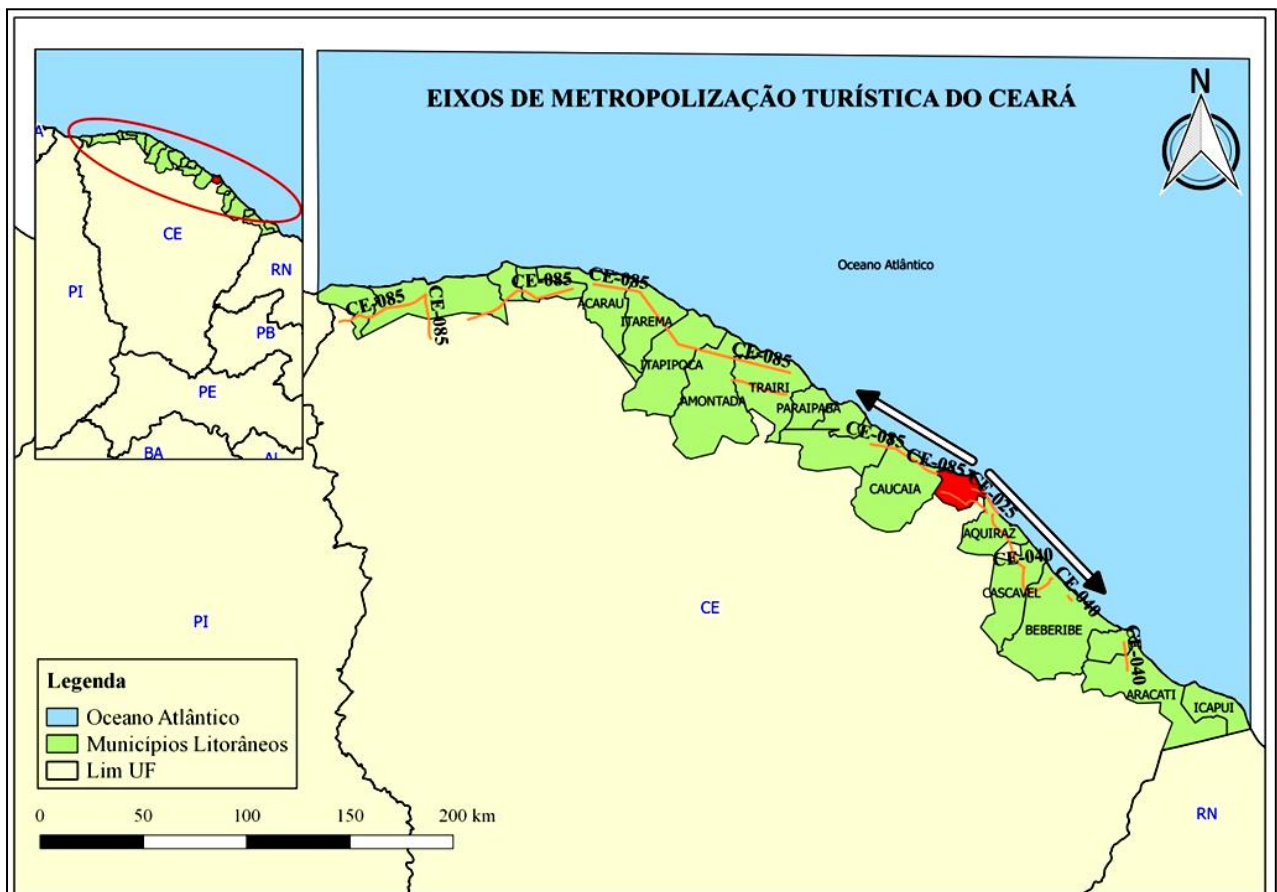 EIXOS DE METROPOLIZAÇÃO TURÍSTICA DO CEARÁ
N
A
CE
RN
PI
PB
PE
BA
AL
Oceano Atlântico
CE-085
CE-085
CE-085
CE-085
ACARAU
ITAREMA
CE-085
ITAPIPOCA
TRAIRI
AMONTADA
PARAIPABA
CE-085
CE-085
CAUCAIA
CE-025
AQUIRAZ
CE-040
CASCAVEL
CE-040
BEBERIBE
CE-040
ARACATI
ICAPUI
PI
CE
RN
Legenda
Oceano Atlântico
Municípios Litorâneos
Lim UF
0 50 100 150 200 km